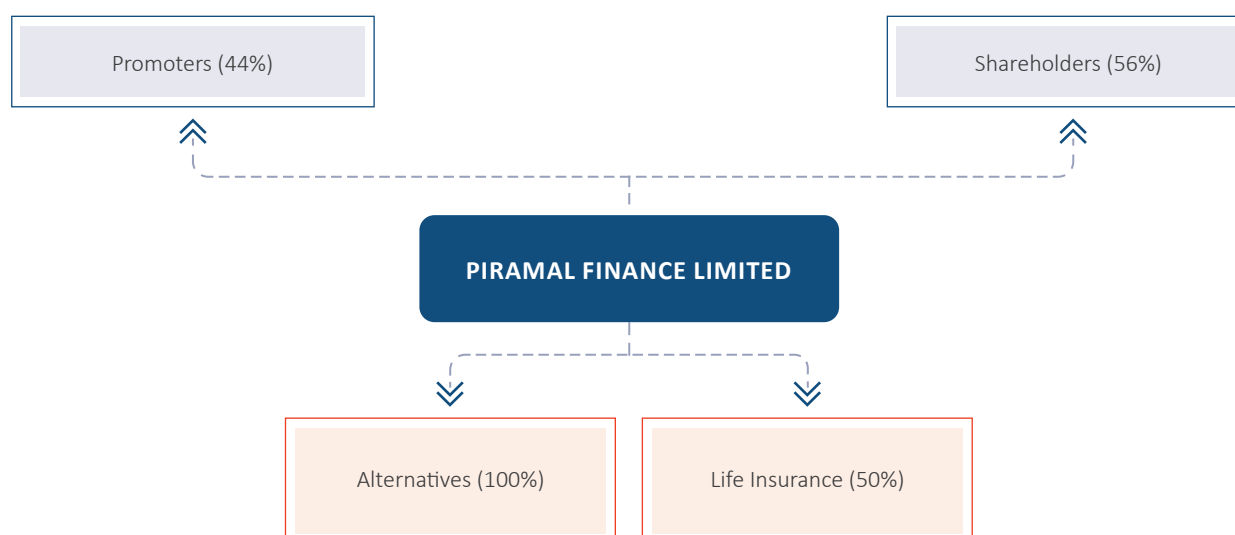 Promoters (44%)
Shareholders (56%)
PIRAMAL FINANCE LIMITED
Alternatives (100%)
Life Insurance (50%)